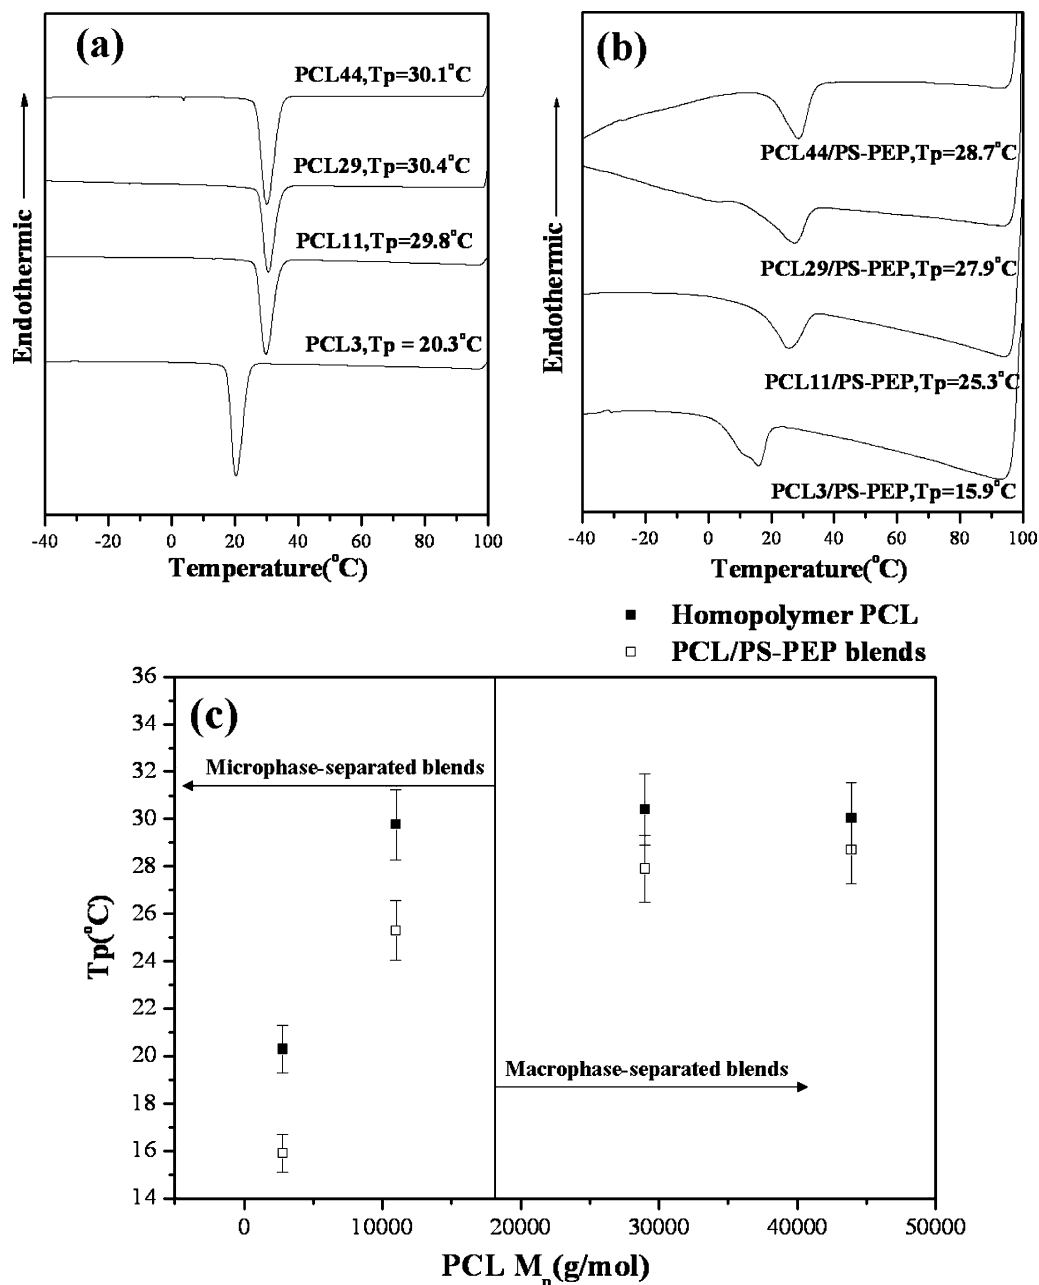 (a)
PCL44,Tp=30.1°C
PCL29,Tp=30.4°C
PCL11,Tp=29.8°C
PCL3,Tp = 20.3°C
Endothermic
-40 -20 0 20 40 60 80 100
Temperature(°C)
(b)
PCL44/PS-PEP,Tp=28.7°C
PCL29/PS-PEP,Tp=27.9°C
PCL11/PS-PEP,Tp=25.3°C
PCL3/PS-PEP,Tp=15.9°C
Endothermic
-40 -20 0 20 40 60 80 100
Temperature(°C)
■ Homopolymer PCL
□ PCL/PS-PEP blends
(c)
Microphase-separated blends
Macrophase-separated blends
36
34
32
30
28
26
24
22
20
18
16
14
Tp(°C)
0 10000 20000 30000 40000 50000
PCL Mn(g/mol)